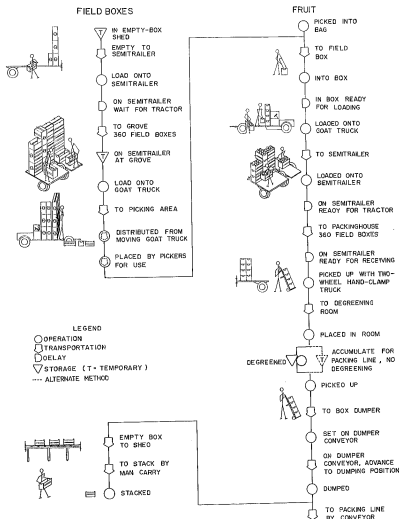 FIELD BOXES
IN EMPTY-BOX
SHED
EMPTY TO
SEMITRAILER
LOAD ONTO
SEMITRAILER
ON SEMITRAILER
WAIT FOR TRACTOR
TO GROVE
360 FIELD BOXES
ON SEMITRAILER
AT GROVE
LOAD ONTO
GOAT TRUCK
TO PICKING AREA
DISTRIBUTED FROM
MOVING GOAT TRUCK
PLACED BY PICKERS
FOR USE
LEGEND
OPERATION
TRANSPORTATION
DELAY
STORAGE (T = TEMPORARY)
---- ALTERNATE METHOD
EMPTY BOX
TO SHED
TO STACK BY
MAN CARRY
STACKED
FRUIT
PICKED INTO
BAG
TO FIELD
BOX
INTO BOX
IN BOX READY
FOR LOADING
LOADED ONTO
GOAT TRUCK
TO SEMITRAILER
LOADED ONTO
SEMITRAILER
ON SEMITRAILER
READY FOR TRACTOR
TO PACKINGHOUSE
360 FIELD BOXES
ON SEMITRAILER
READY FOR RECEIVING
PICKED UP WITH TWO-
WHEEL HAND-CLAMP
TRUCK
TO DEGREENING
ROOM
PLACED IN ROOM
DEGREENED
ACCUMULATE FOR
PACKING LINE, NO
DEGREENING
PICKED UP
TO BOX DUMPER
SET ON DUMPER
CONVEYOR
ON DUMPER
CONVEYOR, ADVANCE
TO DUMPING POSITION
DUMPED
TO PACKING LINE
BY CONVEYOR